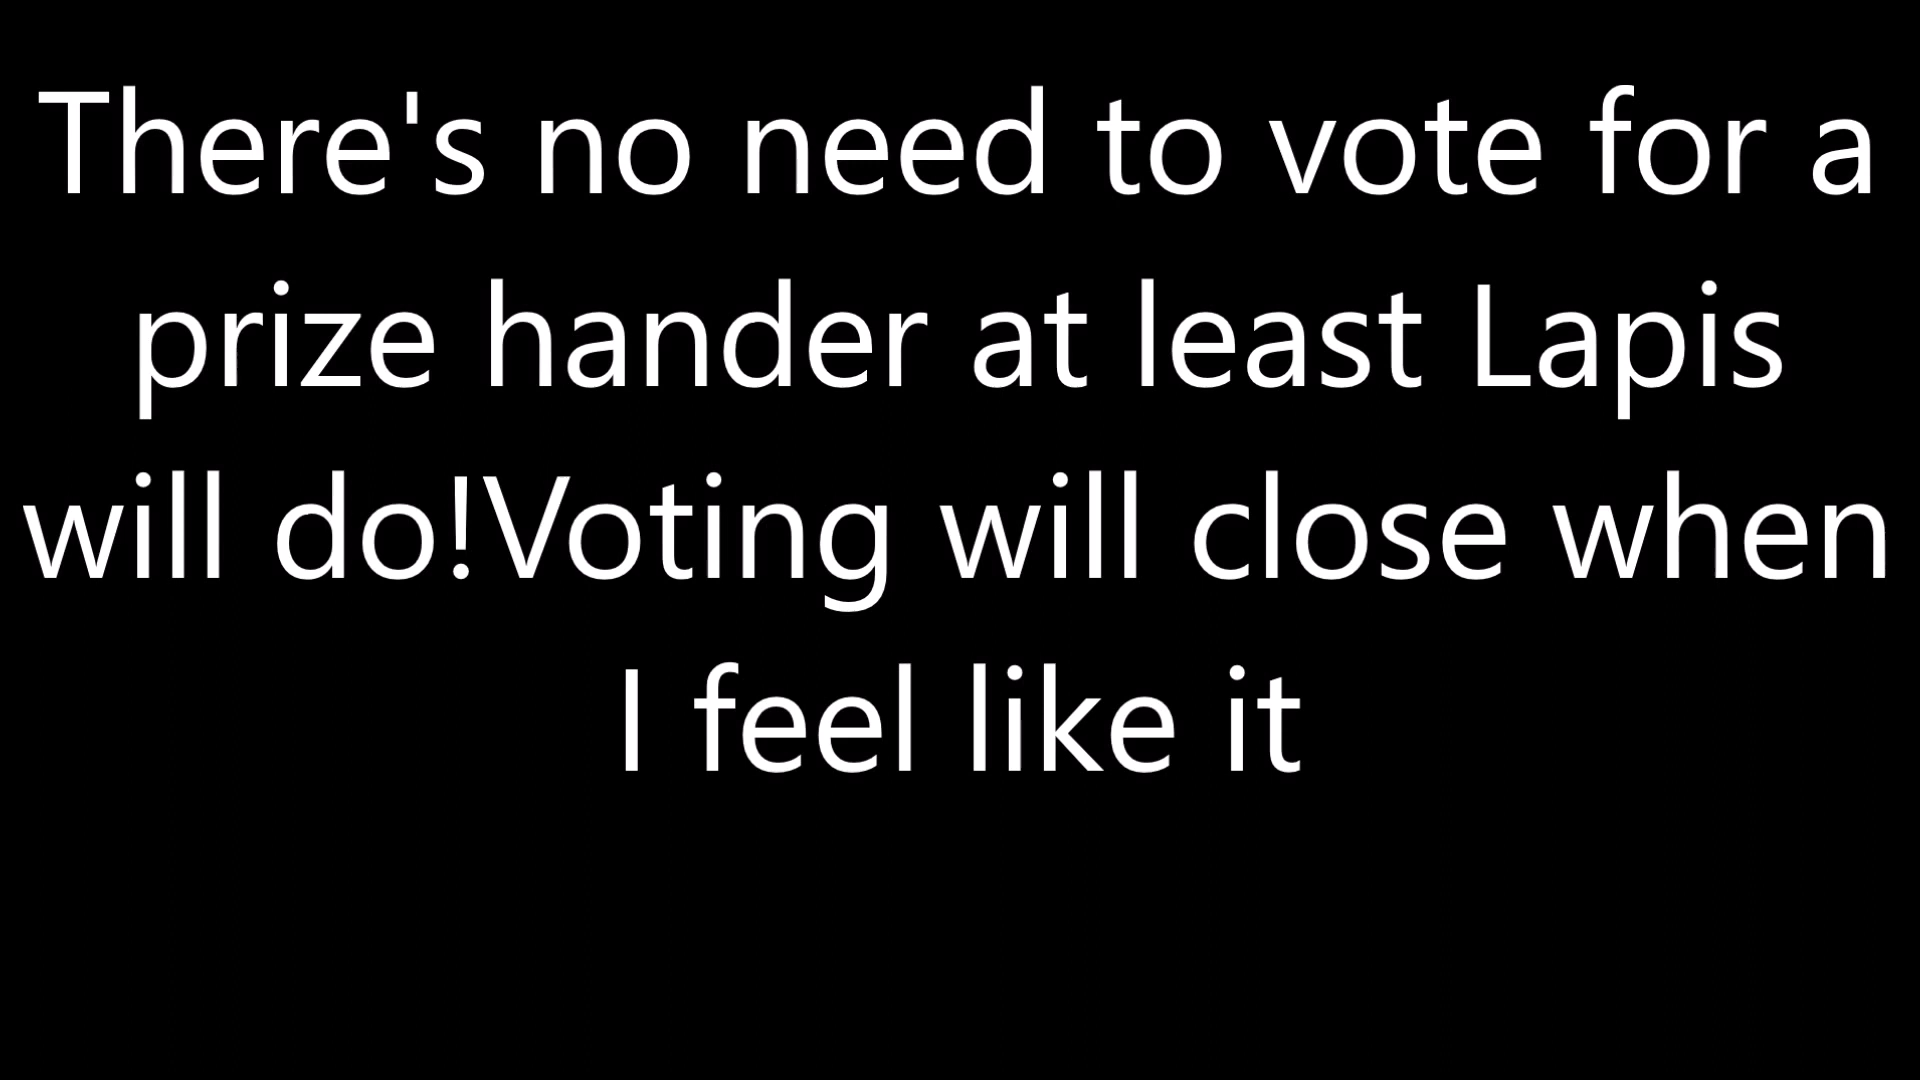 There's no need to vote for a
prize hander at least Lapis
will do!Voting will close when
I feel like it